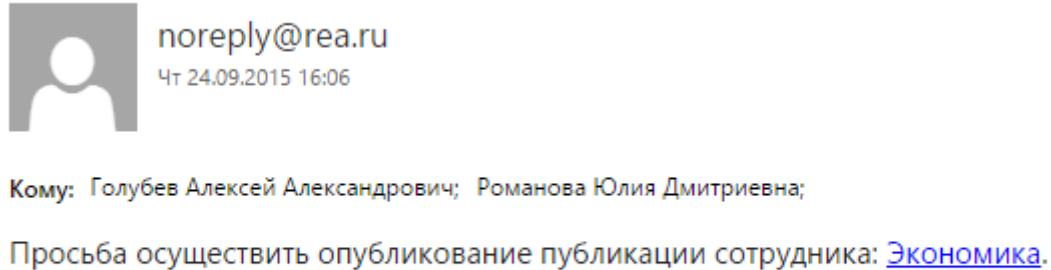 noreply@rea.ru
Чт 24.09.2015 16:06
Кому: Голубев Алексей Александрович; Романова Юлия Дмитриевна;
Просьба осуществить опубликование публикации сотрудника: Экономика.